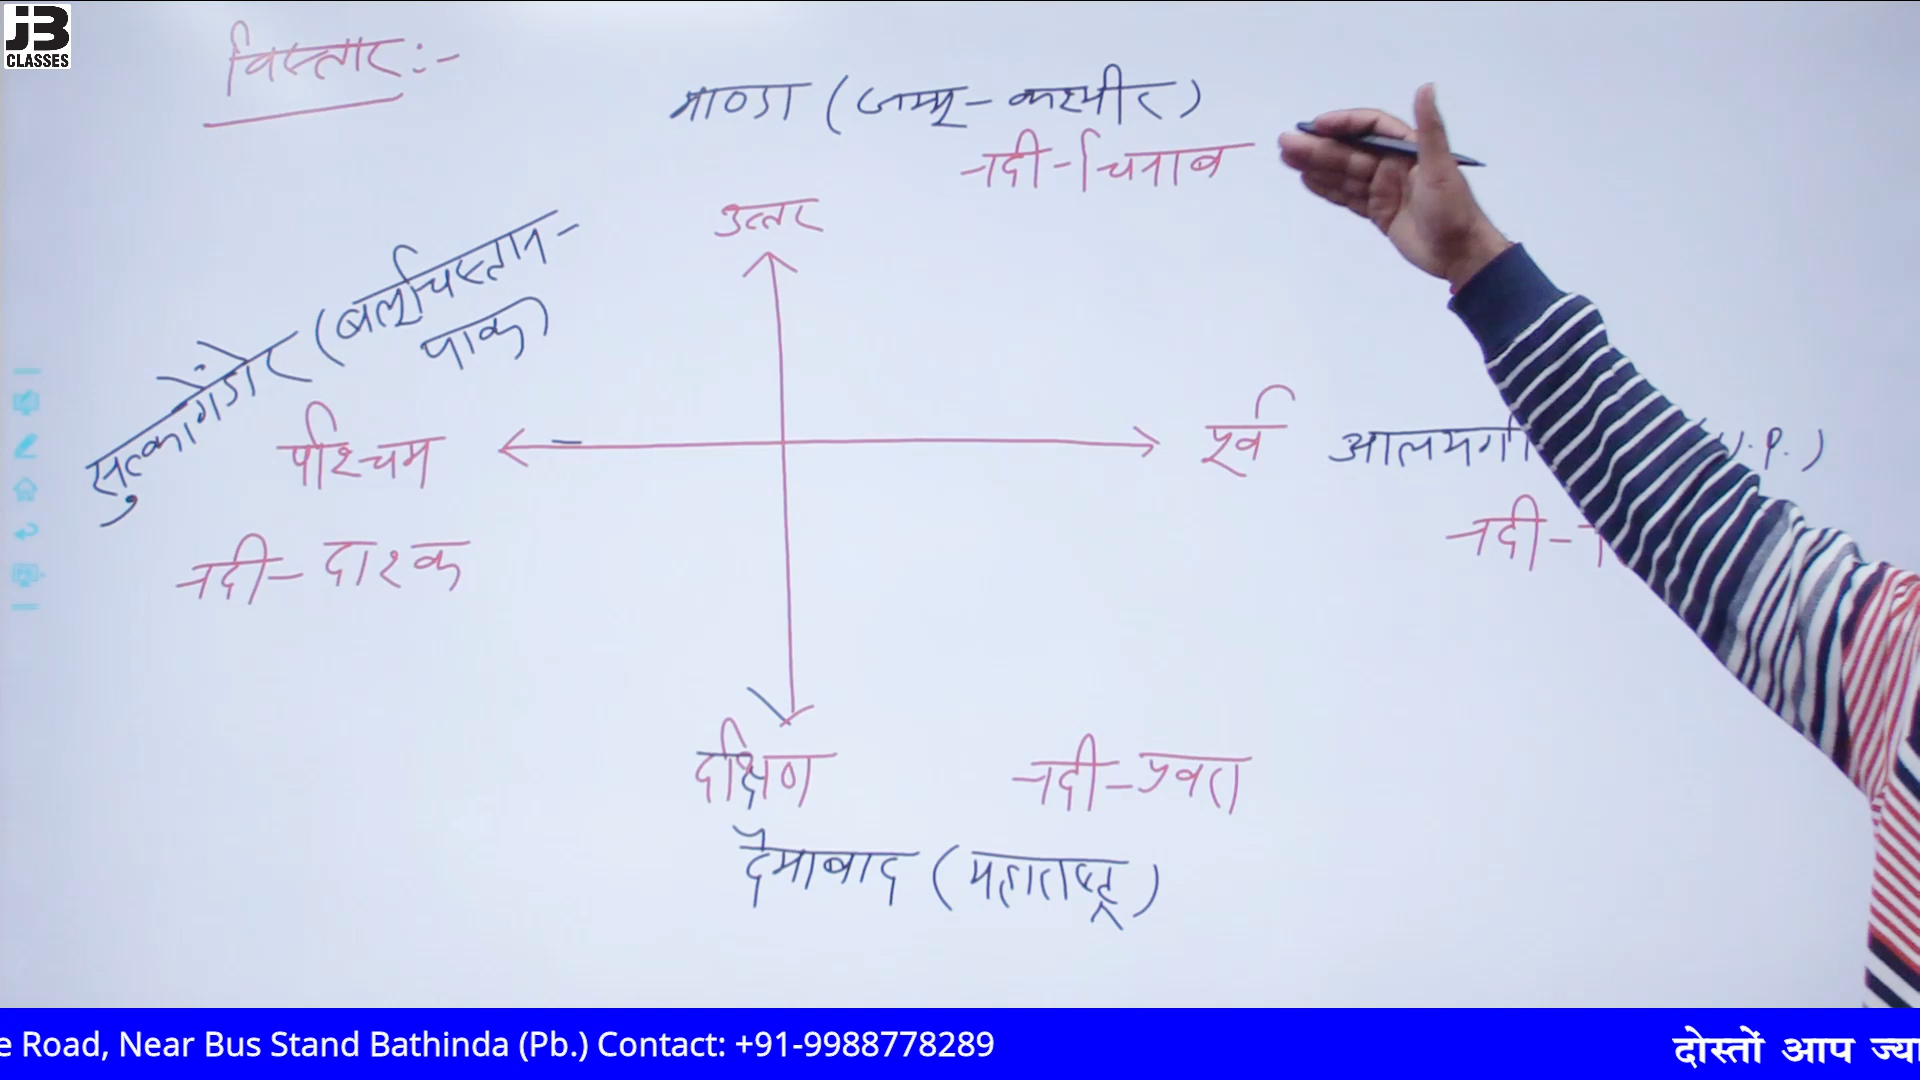 JB
CLASSES
विस्तार:-
माण्डा (जम्मू-कश्मीर)
नदी-चिनाब
उत्तर
सुत्कागेंडोर (बलूचिस्तान-
पाक)
पश्चिम
पूर्व
नदी- दाश्क
नदी-
दक्षिण
नदी-प्रवरा
दैमाबाद (महाराष्ट्र)
e Road, Near Bus Stand Bathinda (Pb.) Contact: +91-9988778289
दोस्तों आप ज्या